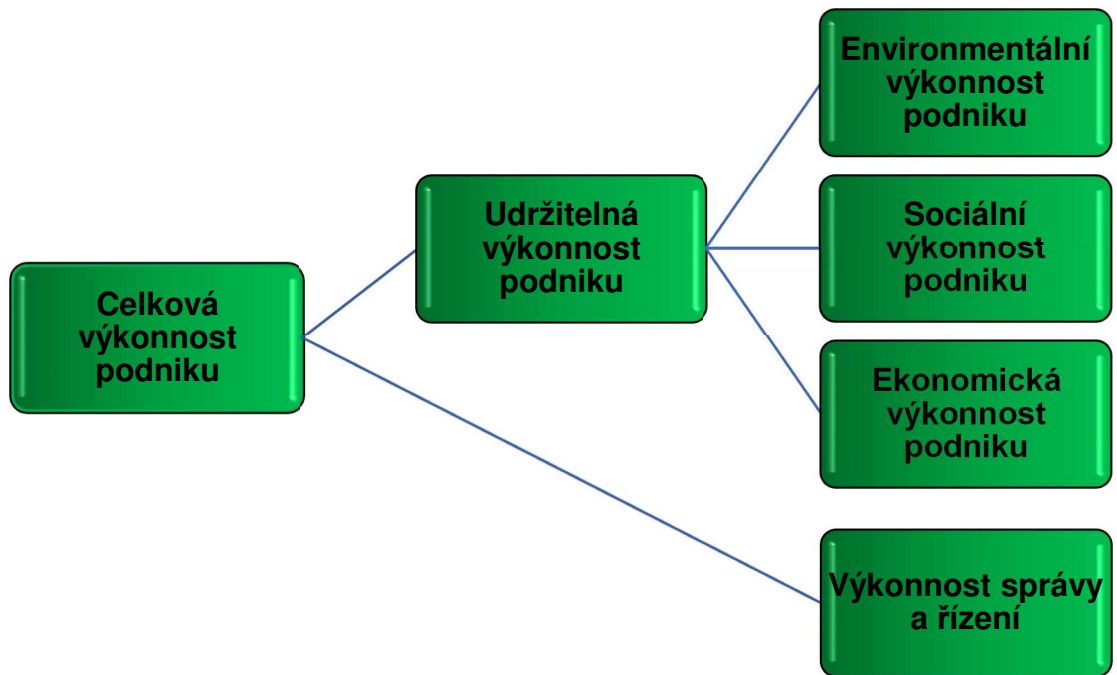 Celková
výkonnost
podniku
Udržitelná
výkonnost
podniku
Environmentální
výkonnost
podniku
Sociální
výkonnost
podniku
Ekonomická
výkonnost
podniku
Výkonnost správy
a řízení